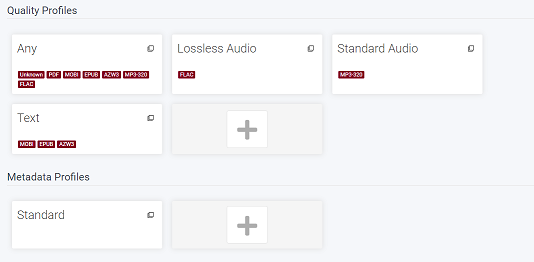 Quality Profiles
Any
Lossless Audio
Standard Audio
Unknown PDF MOBI EPUB AZW3 MP3-320
FLAC
FLAC
MP3-320
Text
MOBI EPUB AZW3
Metadata Profiles
Standard